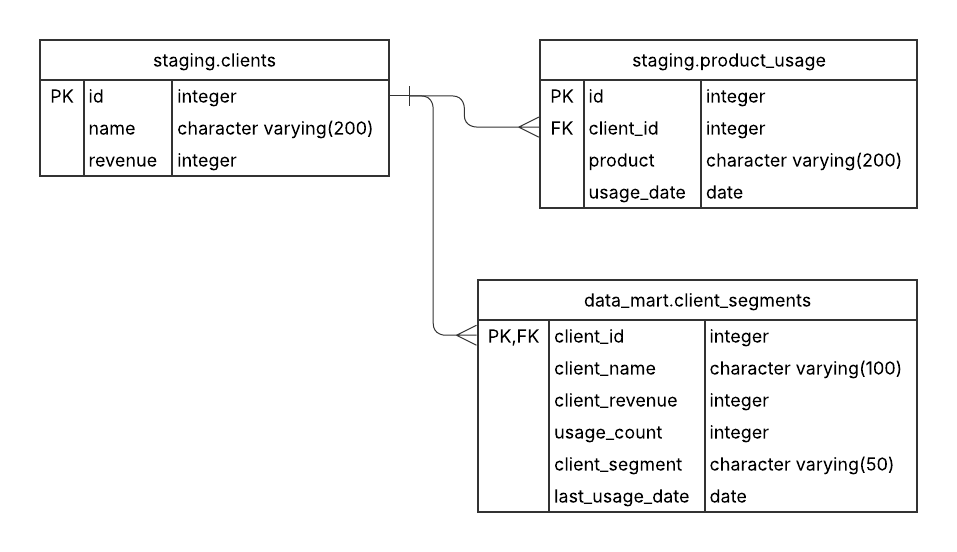 staging.clients
PK id integer
name character varying(200)
revenue integer
staging.product_usage
PK id integer
FK client_id integer
product character varying(200)
usage_date date
data_mart.client_segments
PK,FK client_id integer
client_name character varying(100)
client_revenue integer
usage_count integer
client_segment character varying(50)
last_usage_date date